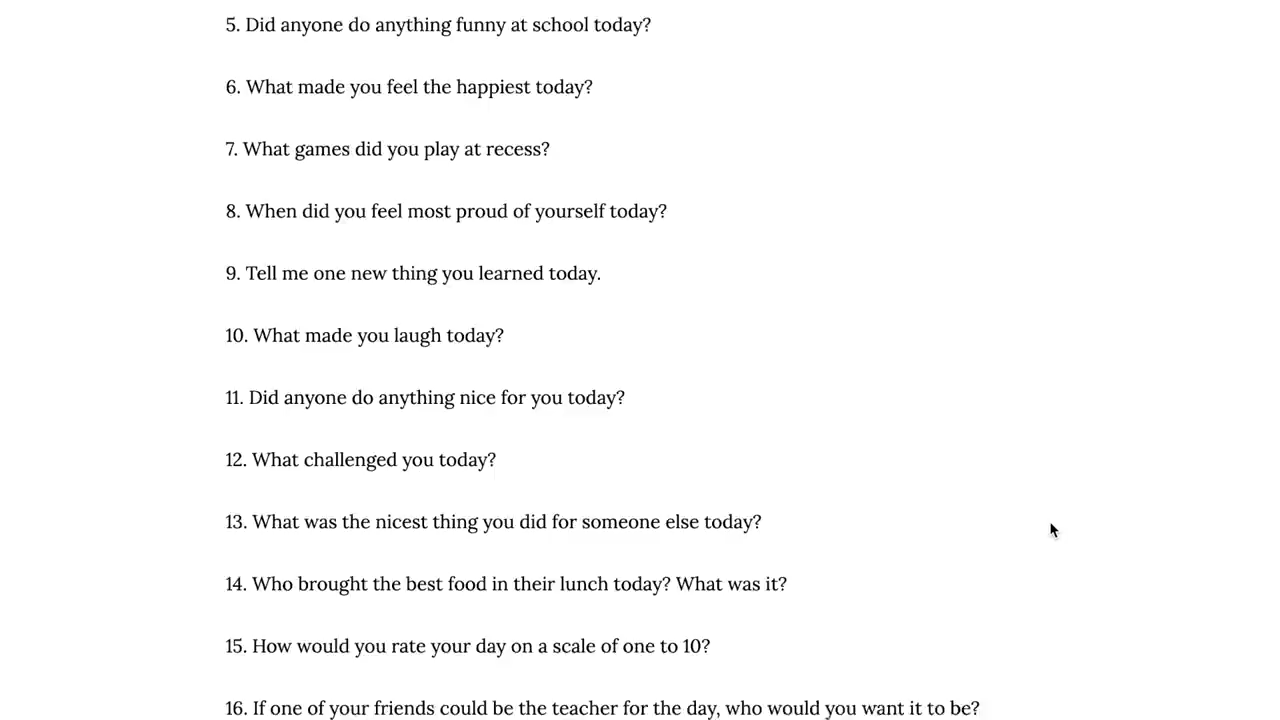 5. Did anyone do anything funny at school today?
6. What made you feel the happiest today?
7. What games did you play at recess?
8. When did you feel most proud of yourself today?
9. Tell me one new thing you learned today.
10. What made you laugh today?
11. Did anyone do anything nice for you today?
12. What challenged you today?
13. What was the nicest thing you did for someone else today?
14. Who brought the best food in their lunch today? What was it?
15. How would you rate your day on a scale of one to 10?
16. If one of your friends could be the teacher for the day, who would you want it to be?